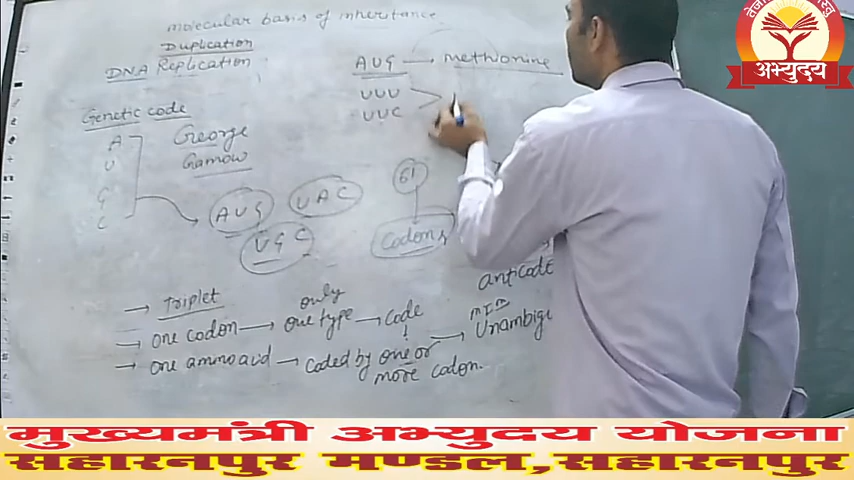 molecular basis of inheritance
Duplication
DNA Replication
Genetic code
A
U
G
C
George
Gamow
AUG
UAC
UGC
AUG → methionine
UUU
UUC
61
Codons
anticod
→ Triplet
→ one codon → only one type → code
→ one amino acid → coded by one or more codon.
→ Unambigu
अभ्युदय
मुख्यमंत्री अभ्युदय योजना
सहारनपुर मण्डल,सहारनपुर